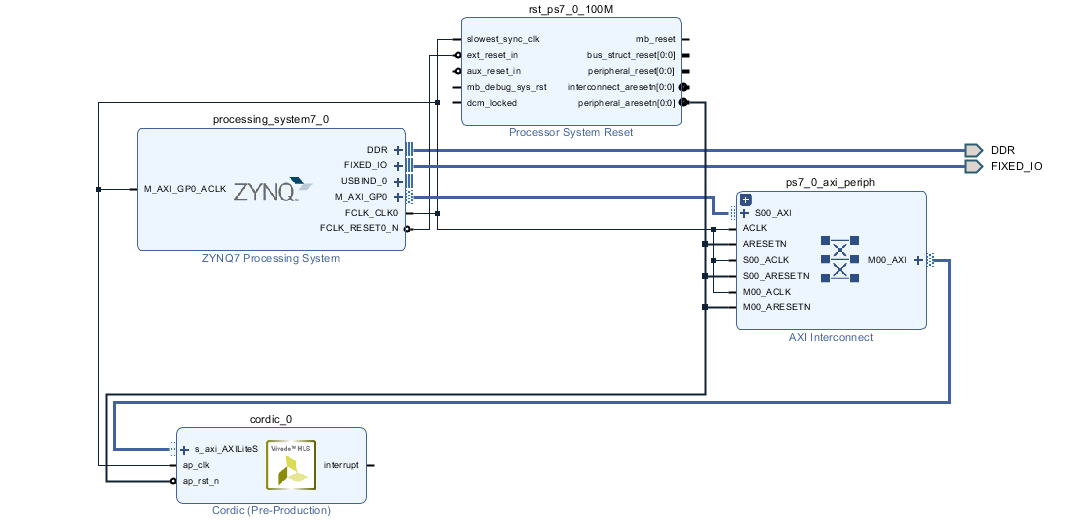 rst_ps7_0_100M
slowest_sync_clk
mb_reset
ext_reset_in
bus_struct_reset[0:0]
aux_reset_in
peripheral_reset[0:0]
mb_debug_sys_rst
interconnect_aresetn[0:0]
dcm_locked
peripheral_aresetn[0:0]
Processor System Reset
processing_system7_0
DDR
FIXED_IO
USBIND_0
M_AXI_GP0_ACLK
ZYNQ
M_AXI_GP0
FCLK_CLK0
FCLK_RESET0_N
ZYNQ7 Processing System
DDR
FIXED_IO
ps7_0_axi_periph
S00_AXI
ACLK
ARESETN
S00_ACLK
M00_AXI
S00_ARESETN
M00_ACLK
M00_ARESETN
AXI Interconnect
cordic_0
s_axi_AXILiteS
Vivado™ HLS
ap_clk
interrupt
ap_rst_n
Cordic (Pre-Production)